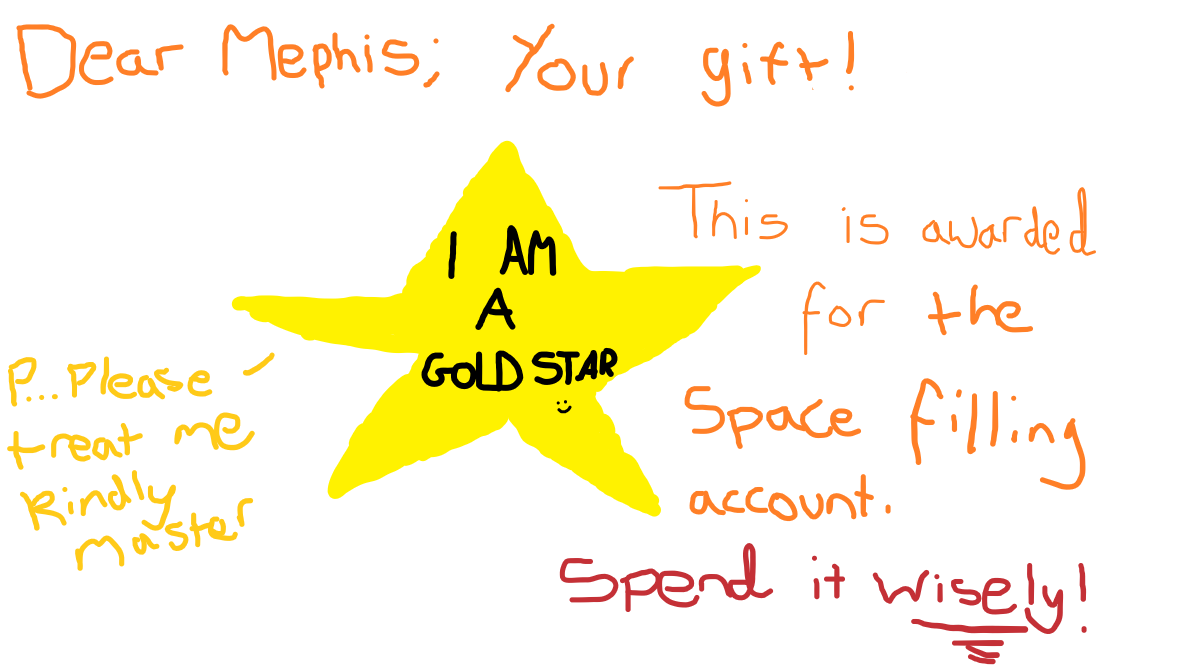 Dear Mephis; Your gift!
I AM
A
GOLD STAR
This is awarded
for the
Space filling
account.
Spend it wisely!
P...Please
treat me
kindly
master